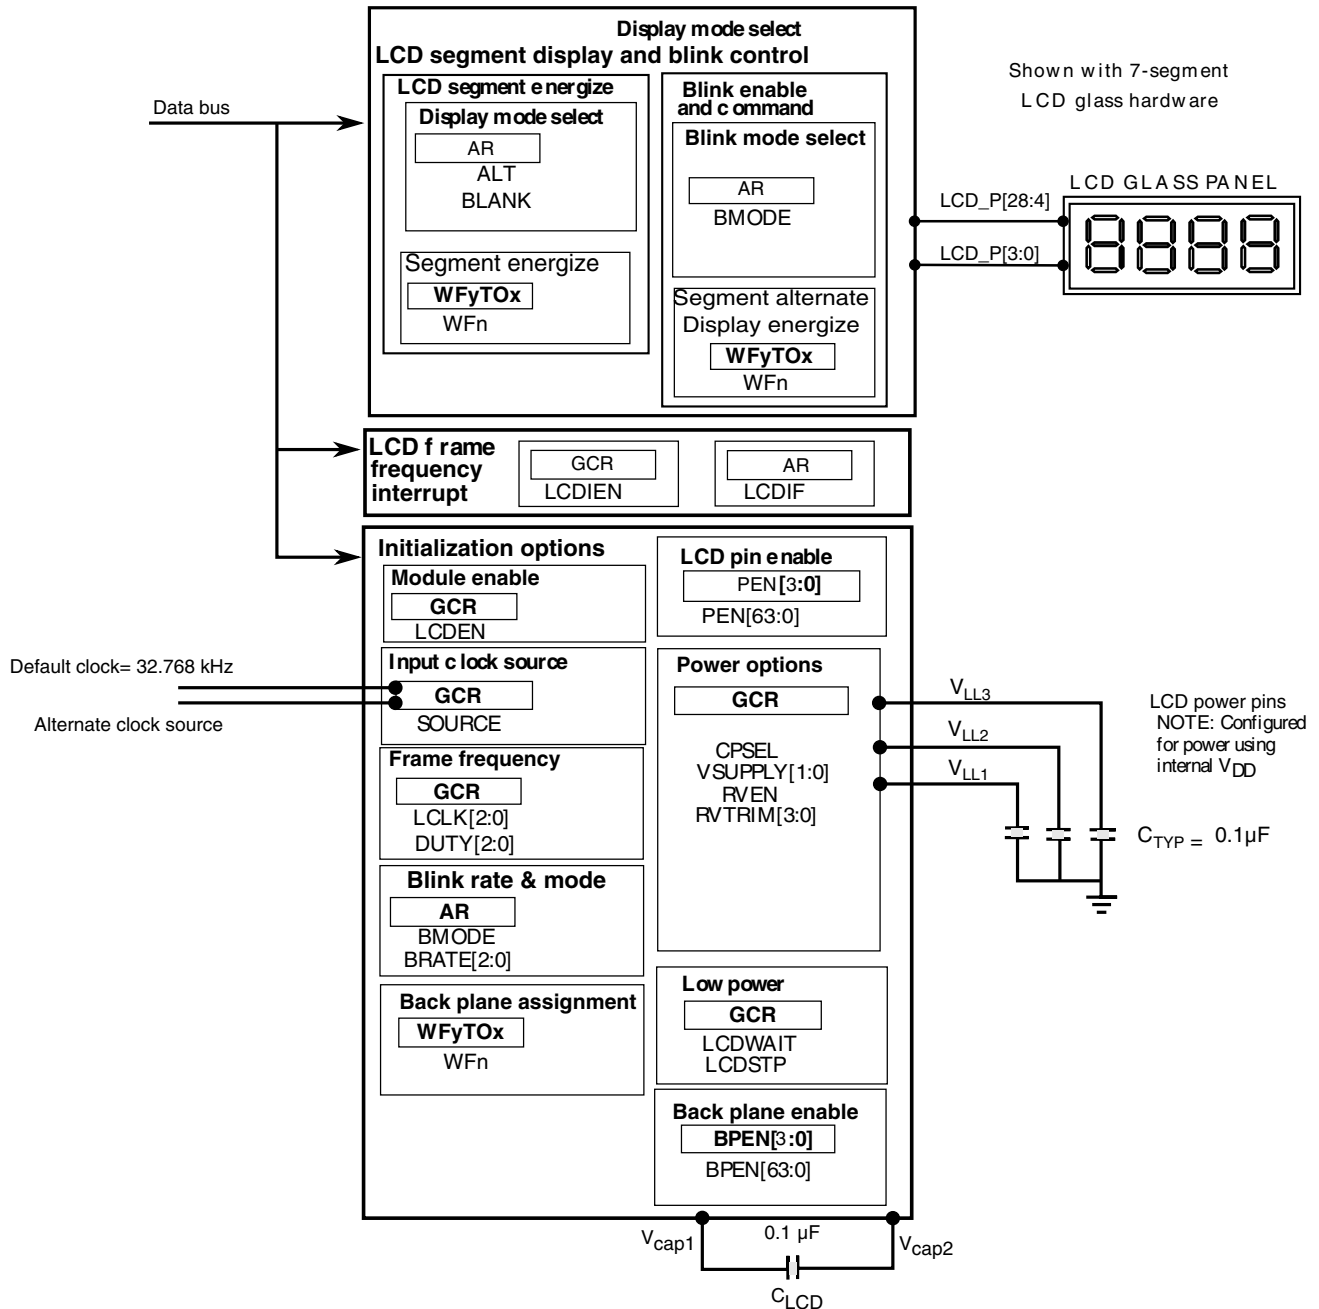 Display mode select
LCD segment display and blink control
LCD segment energize
Display mode select
AR
ALT
BLANK
Segment energize
WFyTOx
WFn
Blink enable
and command
Blink mode select
AR
BMODE
Segment alternate
Display energize
WFyTOx
WFn
Data bus
Shown with 7-segment
LCD glass hardware
LCD GLASS PANEL
LCD_P[28:4]
LCD_P[3:0]
8888
LCD frame
frequency
interrupt
GCR
LCDIEN
AR
LCDIF
Initialization options
Module enable
GCR
LCDEN
Input clock source
GCR
SOURCE
Default clock= 32.768 kHz
Alternate clock source
Frame frequency
GCR
LCLK[2:0]
DUTY[2:0]
Blink rate & mode
AR
BMODE
BRATE[2:0]
Back plane assignment
WFyTOx
WFn
LCD pin enable
PEN[3:0]
PEN[63:0]
Power options
GCR
CPSEL
VSUPPLY[1:0]
RVEN
RVTRIM[3:0]
VLL3
VLL2
VLL1
LCD power pins
NOTE: Configured
for power using
internal VDD
CTYP = 0.1µF
Low power
GCR
LCDWAIT
LCDSTP
Back plane enable
BPEN[3:0]
BPEN[63:0]
Vcap1
0.1 µF
Vcap2
CLCD